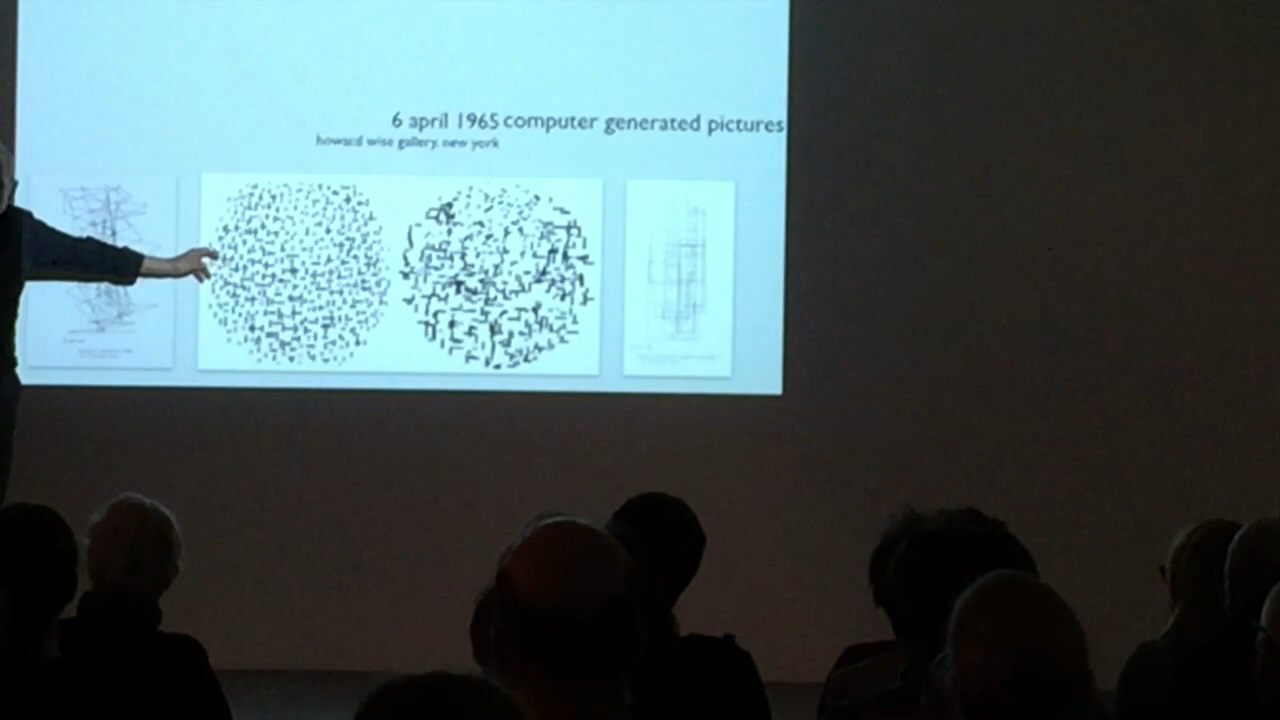 6 april 1965 computer generated pictures
howard wise gallery, new york